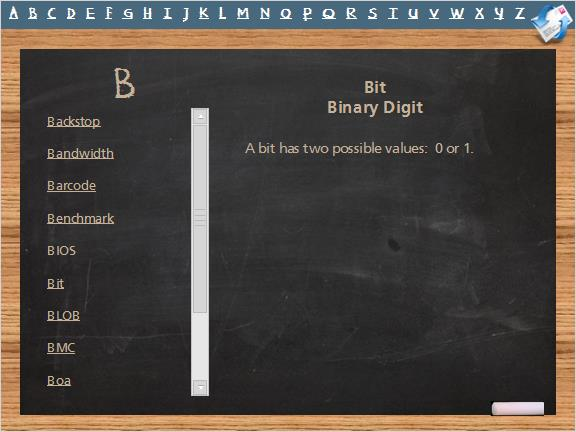 A B C D E F G H I J K L M N O P Q R S T U V W X Y Z
B
Backstop
Bandwidth
Barcode
Benchmark
BIOS
Bit
BLOB
BMC
Boa
Bit
Binary Digit
A bit has two possible values: 0 or 1.